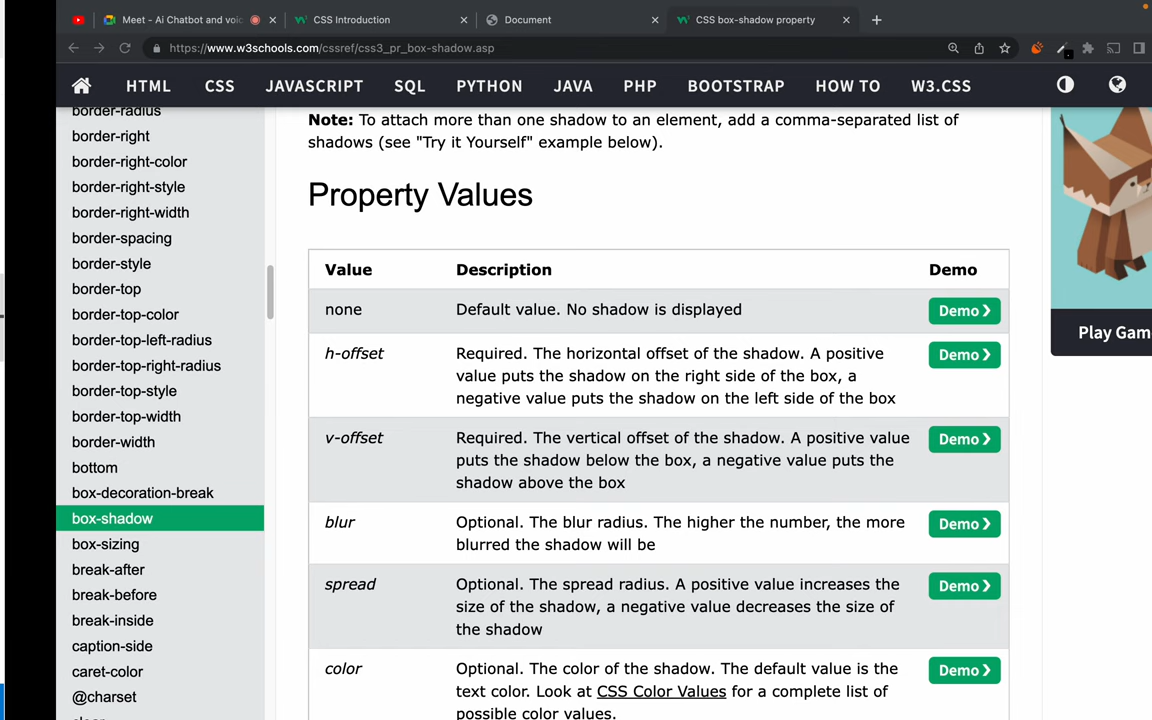 Meet - Ai Chatbot and voic
CSS Introduction
Document
CSS box-shadow property
https://www.w3schools.com/cssref/css3_pr_box-shadow.asp
HTML CSS JAVASCRIPT SQL PYTHON JAVA PHP BOOTSTRAP HOW TO W3.CSS
border-radius
border-right
border-right-color
border-right-style
border-right-width
border-spacing
border-style
border-top
border-top-color
border-top-left-radius
border-top-right-radius
border-top-style
border-top-width
border-width
bottom
box-decoration-break
box-shadow
box-sizing
break-after
break-before
break-inside
caption-side
caret-color
@charset
Note: To attach more than one shadow to an element, add a comma-separated list of
shadows (see "Try it Yourself" example below).
Property Values
Value Description Demo
none Default value. No shadow is displayed Demo ❯
h-offset Required. The horizontal offset of the shadow. A positive Demo ❯
value puts the shadow on the right side of the box, a
negative value puts the shadow on the left side of the box
v-offset Required. The vertical offset of the shadow. A positive value Demo ❯
puts the shadow below the box, a negative value puts the
shadow above the box
blur Optional. The blur radius. The higher the number, the more Demo ❯
blurred the shadow will be
spread Optional. The spread radius. A positive value increases the Demo ❯
size of the shadow, a negative value decreases the size of
the shadow
color Optional. The color of the shadow. The default value is the Demo ❯
text color. Look at CSS Color Values for a complete list of
possible color values.
Play Gam